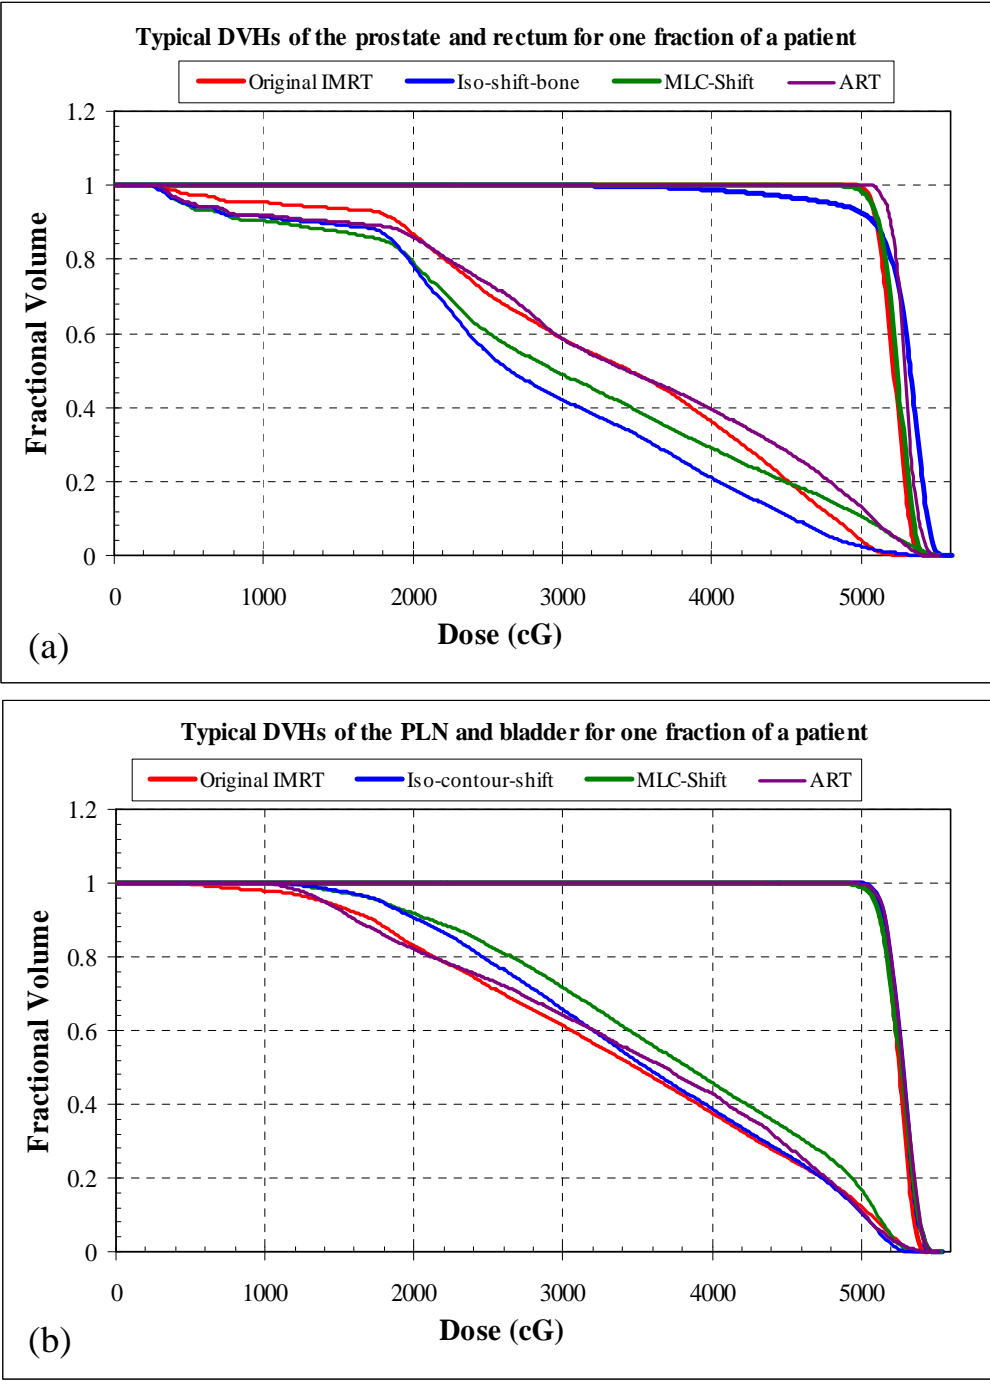 Typical DVHs of the prostate and rectum for one fraction of a patient
Original IMRT Iso-shift-bone MLC-Shift ART
1.2
1
0.8
0.6
0.4
0.2
0
Fractional Volume
0 1000 2000 3000 4000 5000
Dose (cG)
(a)
Typical DVHs of the PLN and bladder for one fraction of a patient
Original IMRT Iso-contour-shift MLC-Shift ART
1.2
1
0.8
0.6
0.4
0.2
0
Fractional Volume
0 1000 2000 3000 4000 5000
Dose (cG)
(b)